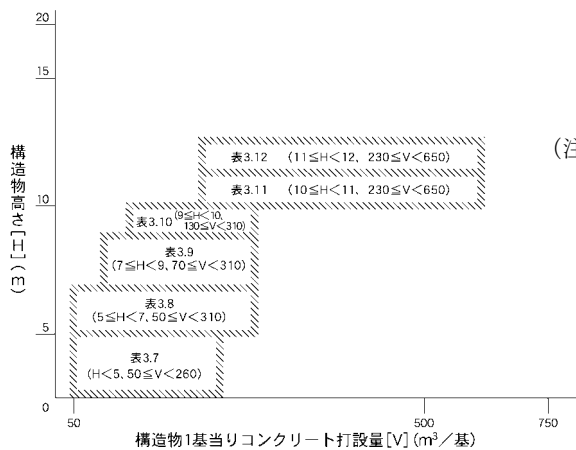 20
15
10
5
0
構造物高さ[H](m)
(注
表3.12 (11≦H<12、230≦V<650)
表3.11 (10≦H<11、230≦V<650)
表3.10 (9≦H<10、
130≦V<310)
表3.9
(7≦H<9、70≦V<310)
表3.8
(5≦H<7、50≦V<310)
表3.7
(H<5、50≦V<260)
50
500
750
構造物1基当りコンクリート打設量[V](m³/基)